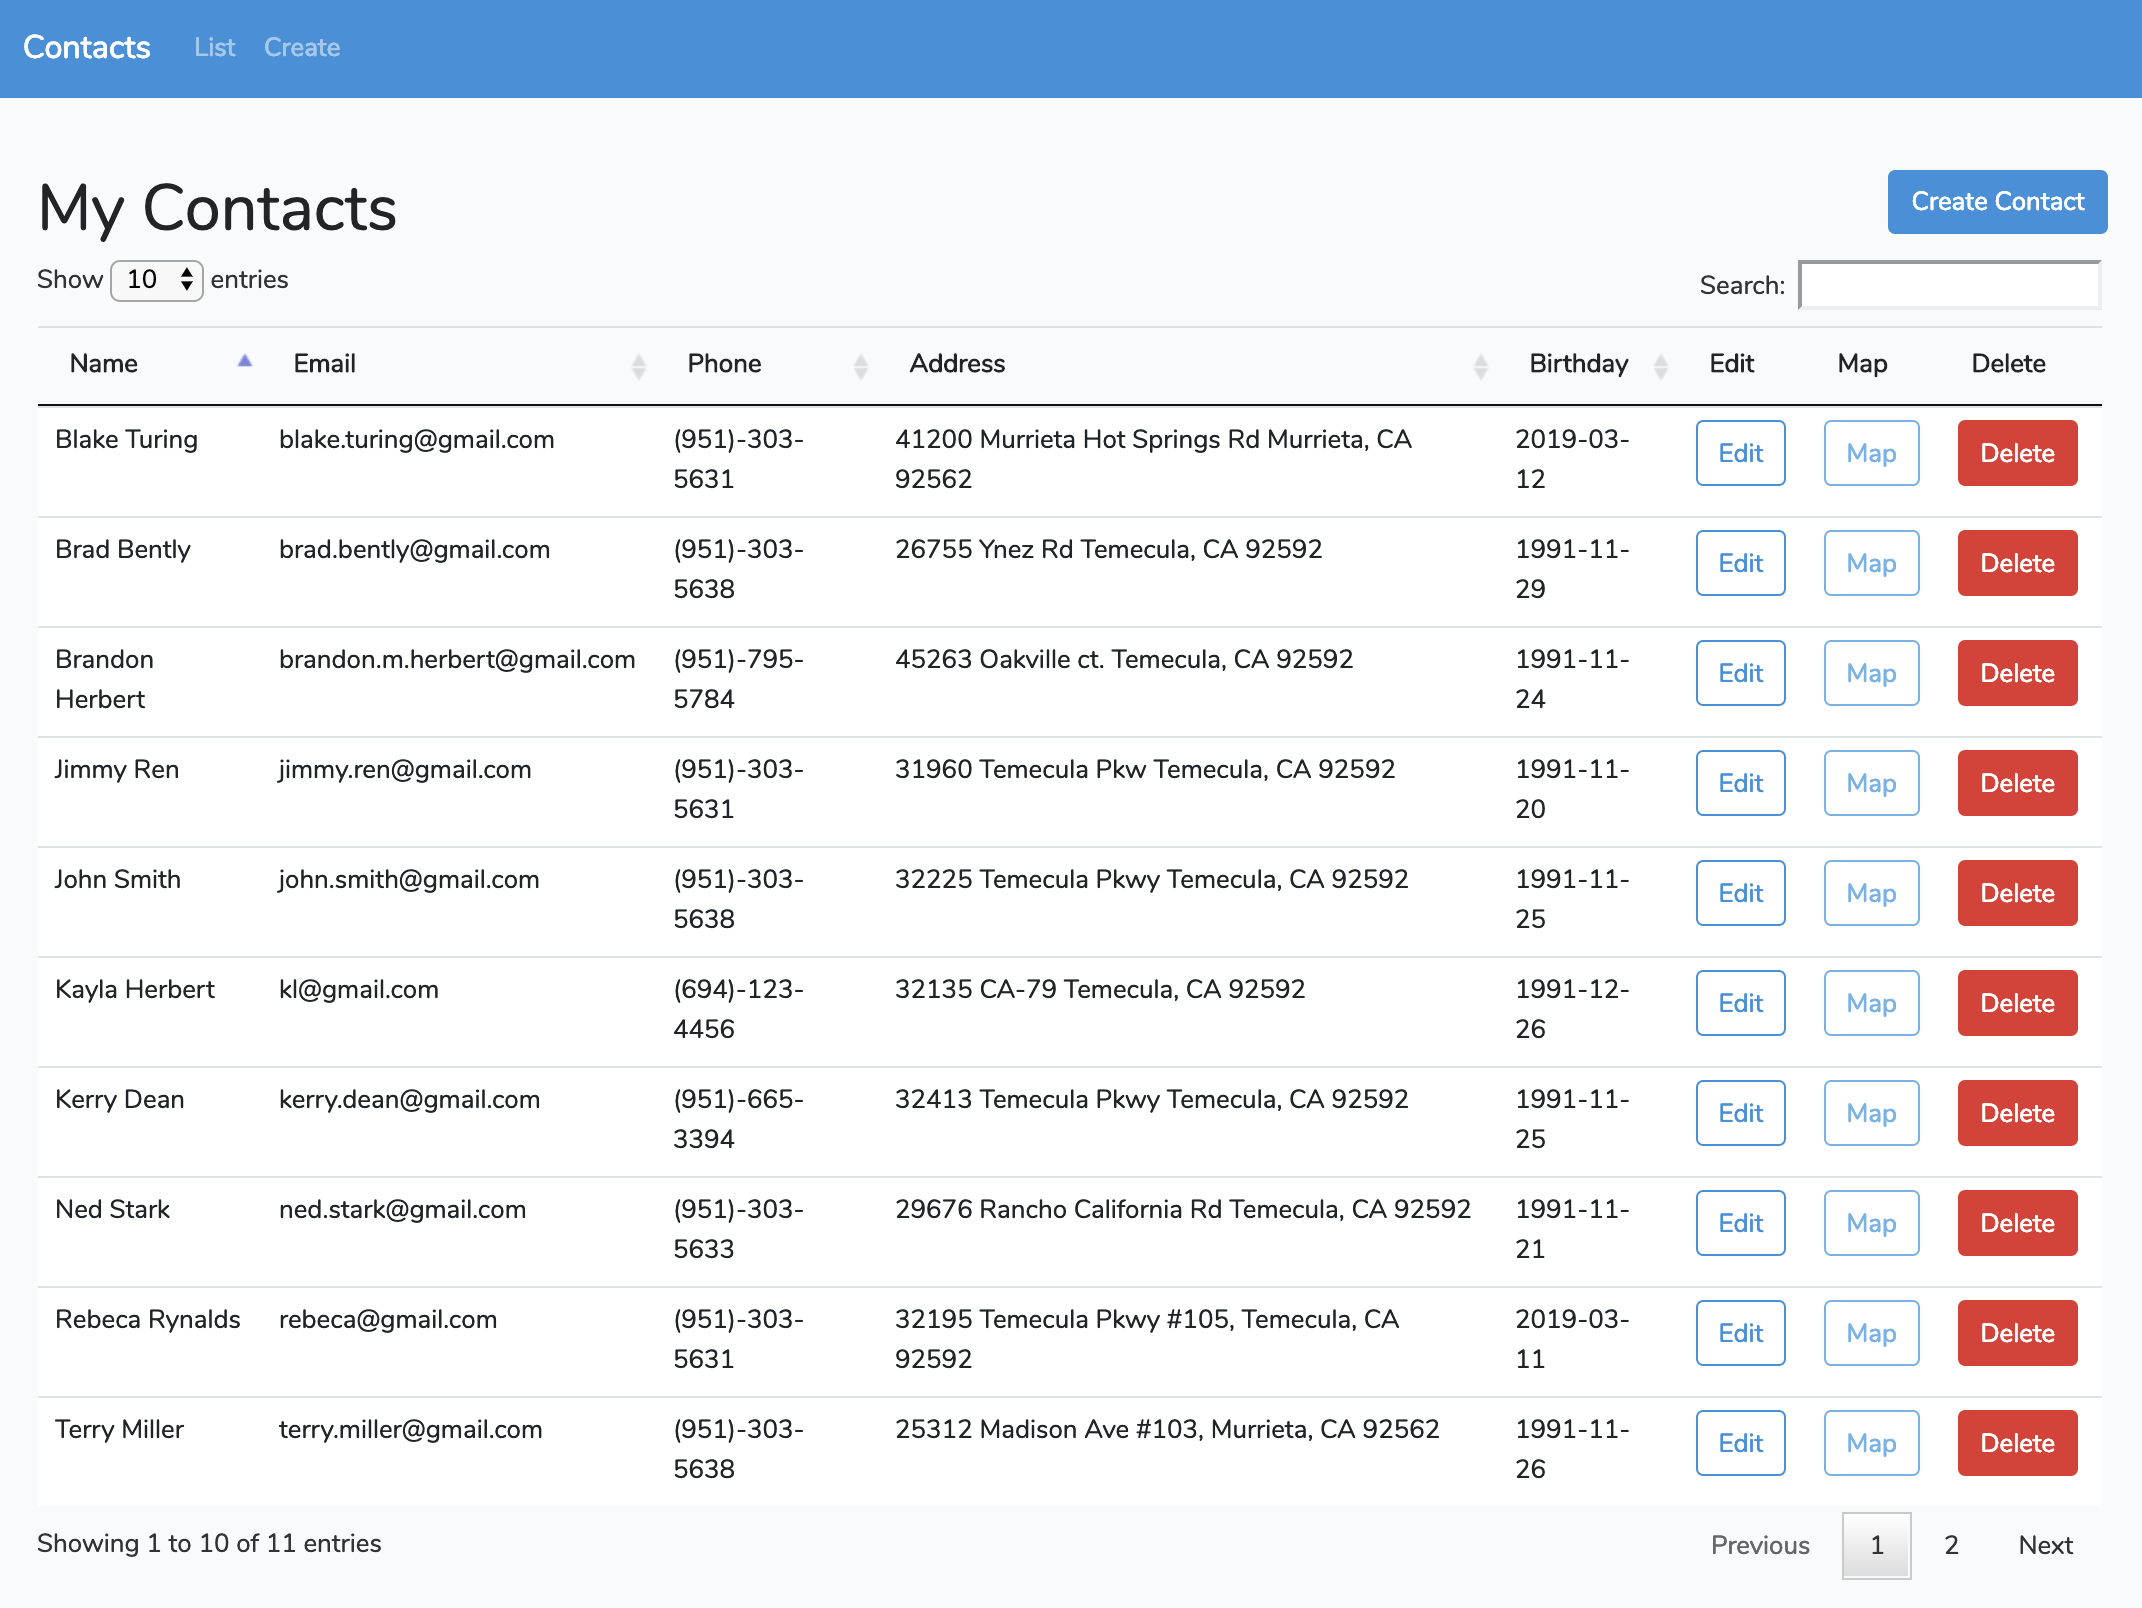 Contacts List Create
My Contacts
Create Contact
Show 10 entries
Search:
Name Email Phone Address Birthday Edit Map Delete
Blake Turing blake.turing@gmail.com (951)-303- 41200 Murrieta Hot Springs Rd Murrieta, CA 2019-03- Edit Map Delete
5631 92562 12
Brad Bently brad.bently@gmail.com (951)-303- 26755 Ynez Rd Temecula, CA 92592 1991-11- Edit Map Delete
5638 29
Brandon brandon.m.herbert@gmail.com (951)-795- 45263 Oakville ct. Temecula, CA 92592 1991-11- Edit Map Delete
Herbert 5784 24
Jimmy Ren jimmy.ren@gmail.com (951)-303- 31960 Temecula Pkw Temecula, CA 92592 1991-11- Edit Map Delete
5631 20
John Smith john.smith@gmail.com (951)-303- 32225 Temecula Pkwy Temecula, CA 92592 1991-11- Edit Map Delete
5638 25
Kayla Herbert kl@gmail.com (694)-123- 32135 CA-79 Temecula, CA 92592 1991-12- Edit Map Delete
4456 26
Kerry Dean kerry.dean@gmail.com (951)-665- 32413 Temecula Pkwy Temecula, CA 92592 1991-11- Edit Map Delete
3394 25
Ned Stark ned.stark@gmail.com (951)-303- 29676 Rancho California Rd Temecula, CA 92592 1991-11- Edit Map Delete
5633 21
Rebeca Rynalds rebeca@gmail.com (951)-303- 32195 Temecula Pkwy #105, Temecula, CA 2019-03- Edit Map Delete
5631 92592 11
Terry Miller terry.miller@gmail.com (951)-303- 25312 Madison Ave #103, Murrieta, CA 92562 1991-11- Edit Map Delete
5638 26
Showing 1 to 10 of 11 entries
Previous 1 2 Next